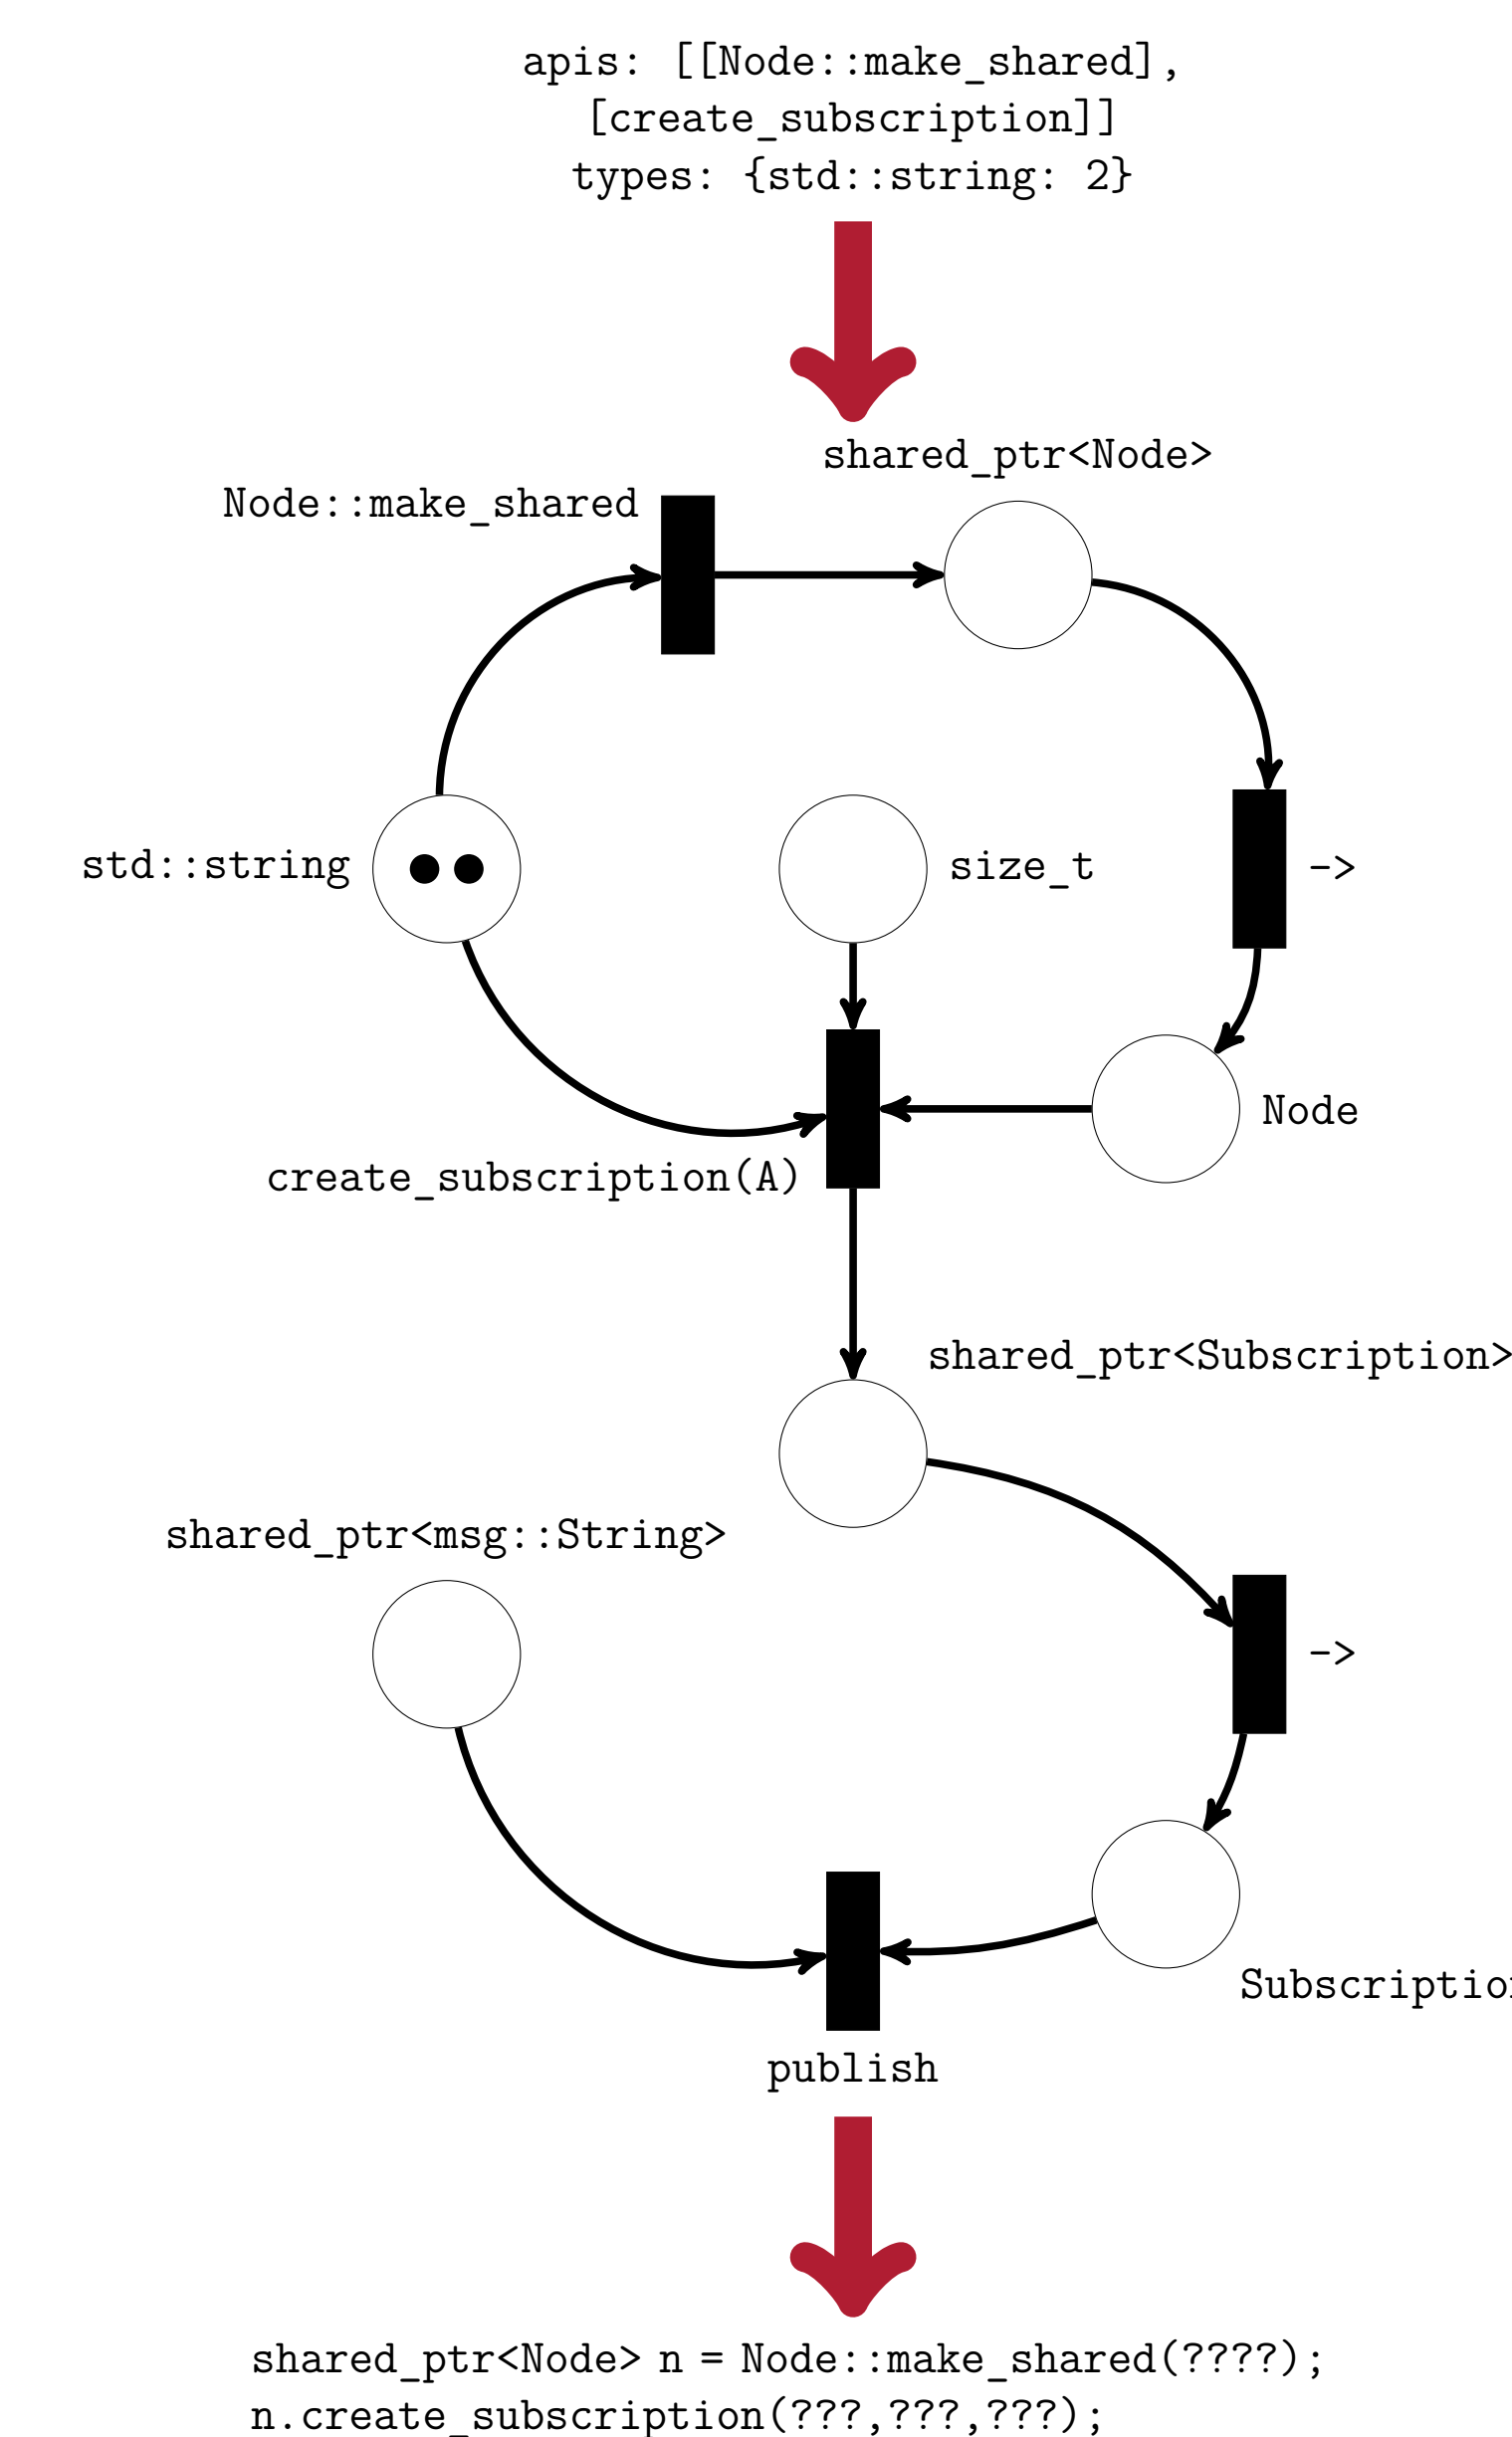 apis: [[Node::make_shared],
[create_subscription]]
types: {std::string: 2}
shared_ptr<Node>
Node::make_shared
std::string
size_t
->
Node
create_subscription(A)
shared_ptr<Subscription>
shared_ptr<msg::String>
->
Subscription
publish
shared_ptr<Node> n = Node::make_shared(????);
n.create_subscription(???,???,???);